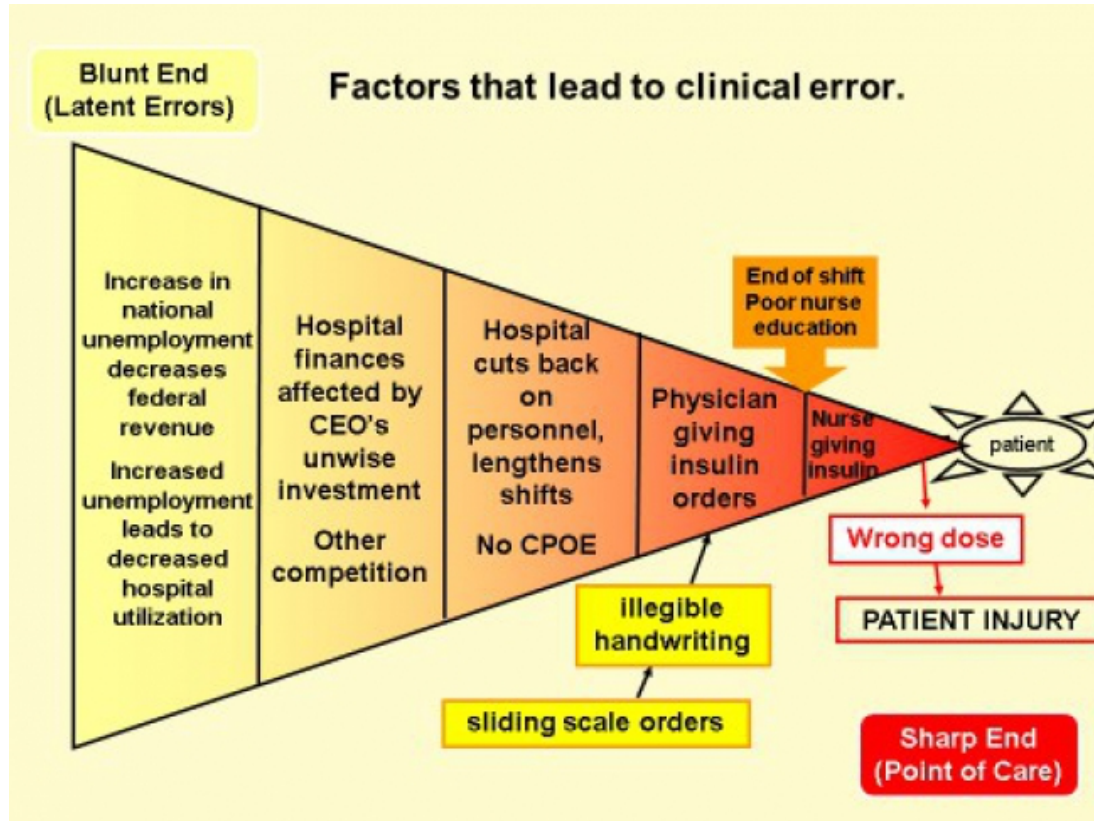 Blunt End
(Latent Errors)
Factors that lead to clinical error.
Increase in
national
unemployment
decreases
federal
revenue
Increased
unemployment
leads to
decreased
hospital
utilization
Hospital
finances
affected by
CEO's
unwise
investment
Other
competition
Hospital
cuts back
on
personnel,
lengthens
shifts
No CPOE
Physician
giving
insulin
orders
End of shift
Poor nurse
education
Nurse
giving
insulin
patient
Wrong dose
PATIENT INJURY
illegible
handwriting
sliding scale orders
Sharp End
(Point of Care)